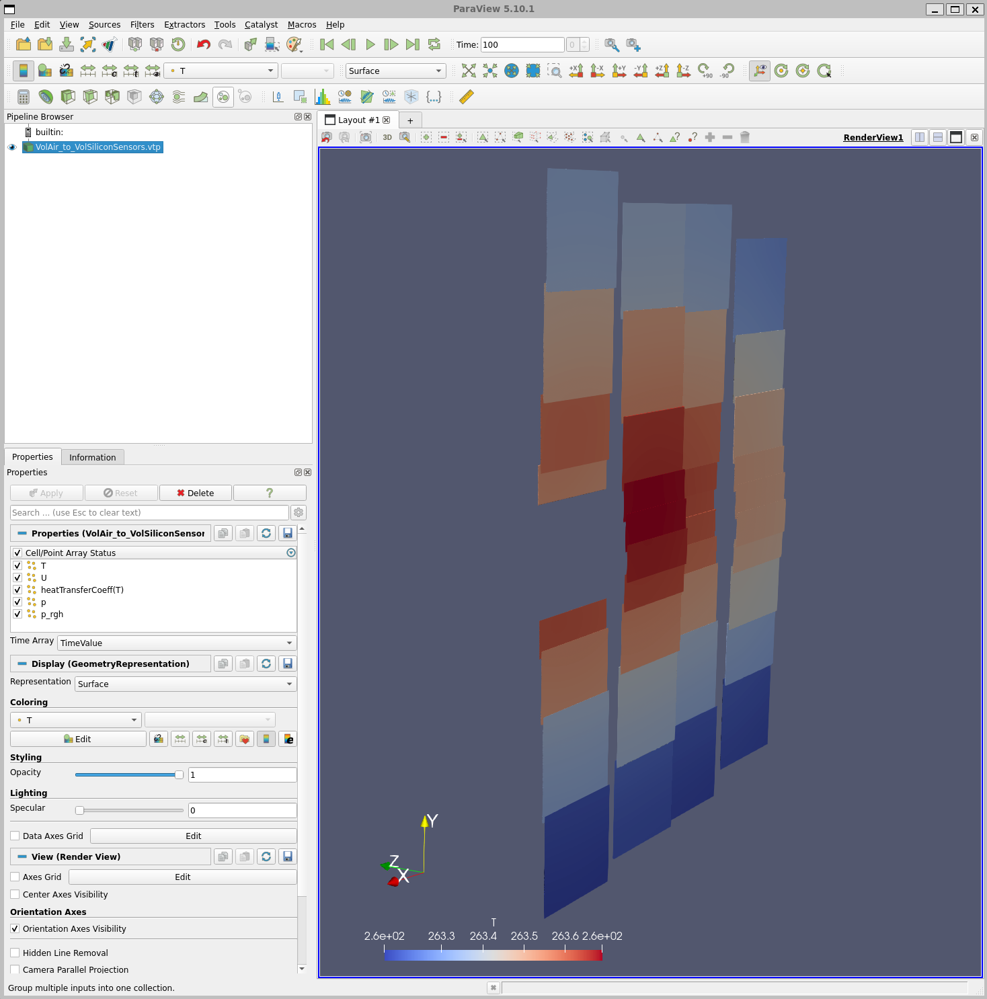 ParaView 5.10.1
File Edit View Sources Filters Extractors Tools Catalyst Macros Help
Time: 100 0
T Surface +X -X +Y -Y +Z -Z +90 -90
Pipeline Browser
Layout #1 +
builtin:
3D RenderView1
VolAir_to_VolSiliconSensors.vtp
Properties Information
Properties
Apply Reset Delete ?
Search ... (use Esc to clear text)
Properties (VolAir_to_VolSiliconSensor
Cell/Point Array Status
T
U
heatTransferCoeff(T)
p
p_rgh
Time Array TimeValue
Display (GeometryRepresentation)
Representation Surface
Coloring
T
Edit
Styling
Opacity 1
Lighting
Specular 0
Data Axes Grid Edit
View (Render View)
Axes Grid Edit
Center Axes Visibility
Orientation Axes
Orientation Axes Visibility
Hidden Line Removal
Camera Parallel Projection
Y
Z
X
T
2.6e+02 263.3 263.4 263.5 263.6 2.6e+02
Group multiple inputs into one collection.